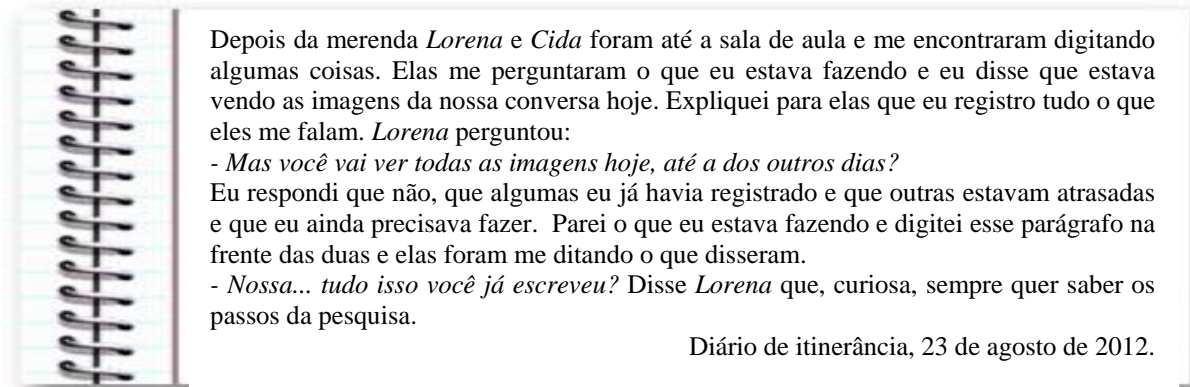 Depois da merenda Lorena e Cida foram até a sala de aula e me encontraram digitando
algumas coisas. Elas me perguntaram o que eu estava fazendo e eu disse que estava
vendo as imagens da nossa conversa hoje. Expliquei para elas que eu registro tudo o que
eles me falam. Lorena perguntou:
- Mas você vai ver todas as imagens hoje, até a dos outros dias?
Eu respondi que não, que algumas eu já havia registrado e que outras estavam atrasadas
e que eu ainda precisava fazer. Parei o que eu estava fazendo e digitei esse parágrafo na
frente das duas e elas foram me ditando o que disseram.
- Nossa... tudo isso você já escreveu? Disse Lorena que, curiosa, sempre quer saber os
passos da pesquisa.
Diário de itinerância, 23 de agosto de 2012.